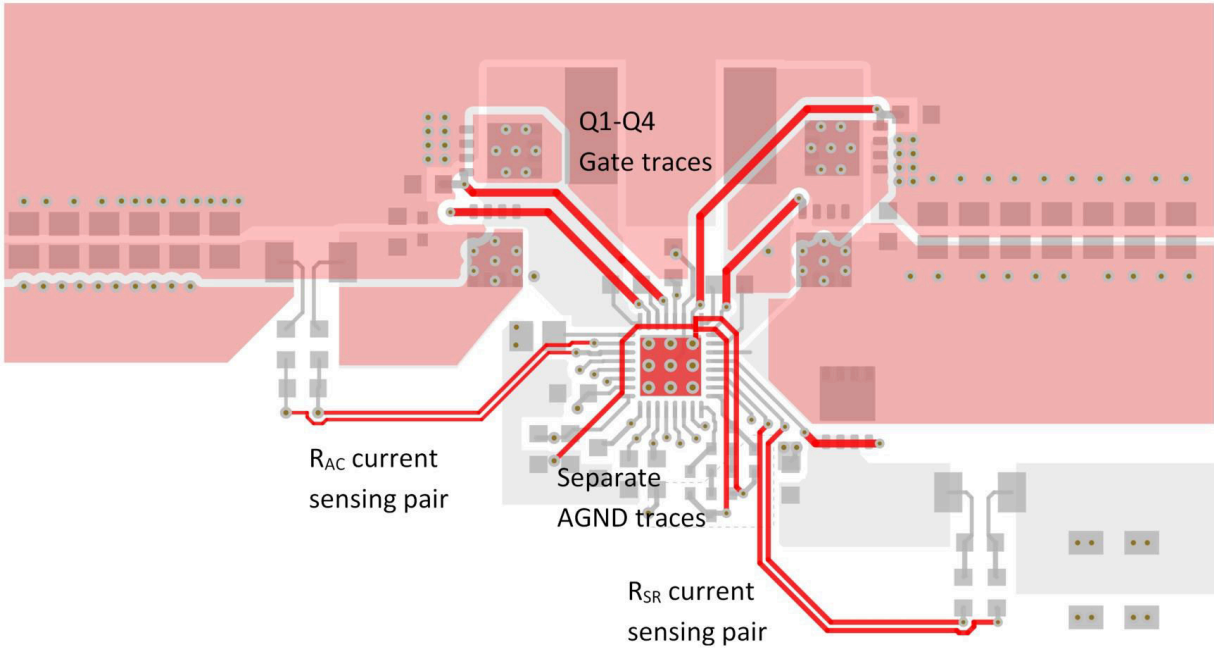 Q1-Q4
Gate traces
RAC current
sensing pair
Separate
AGND traces
RSR current
sensing pair